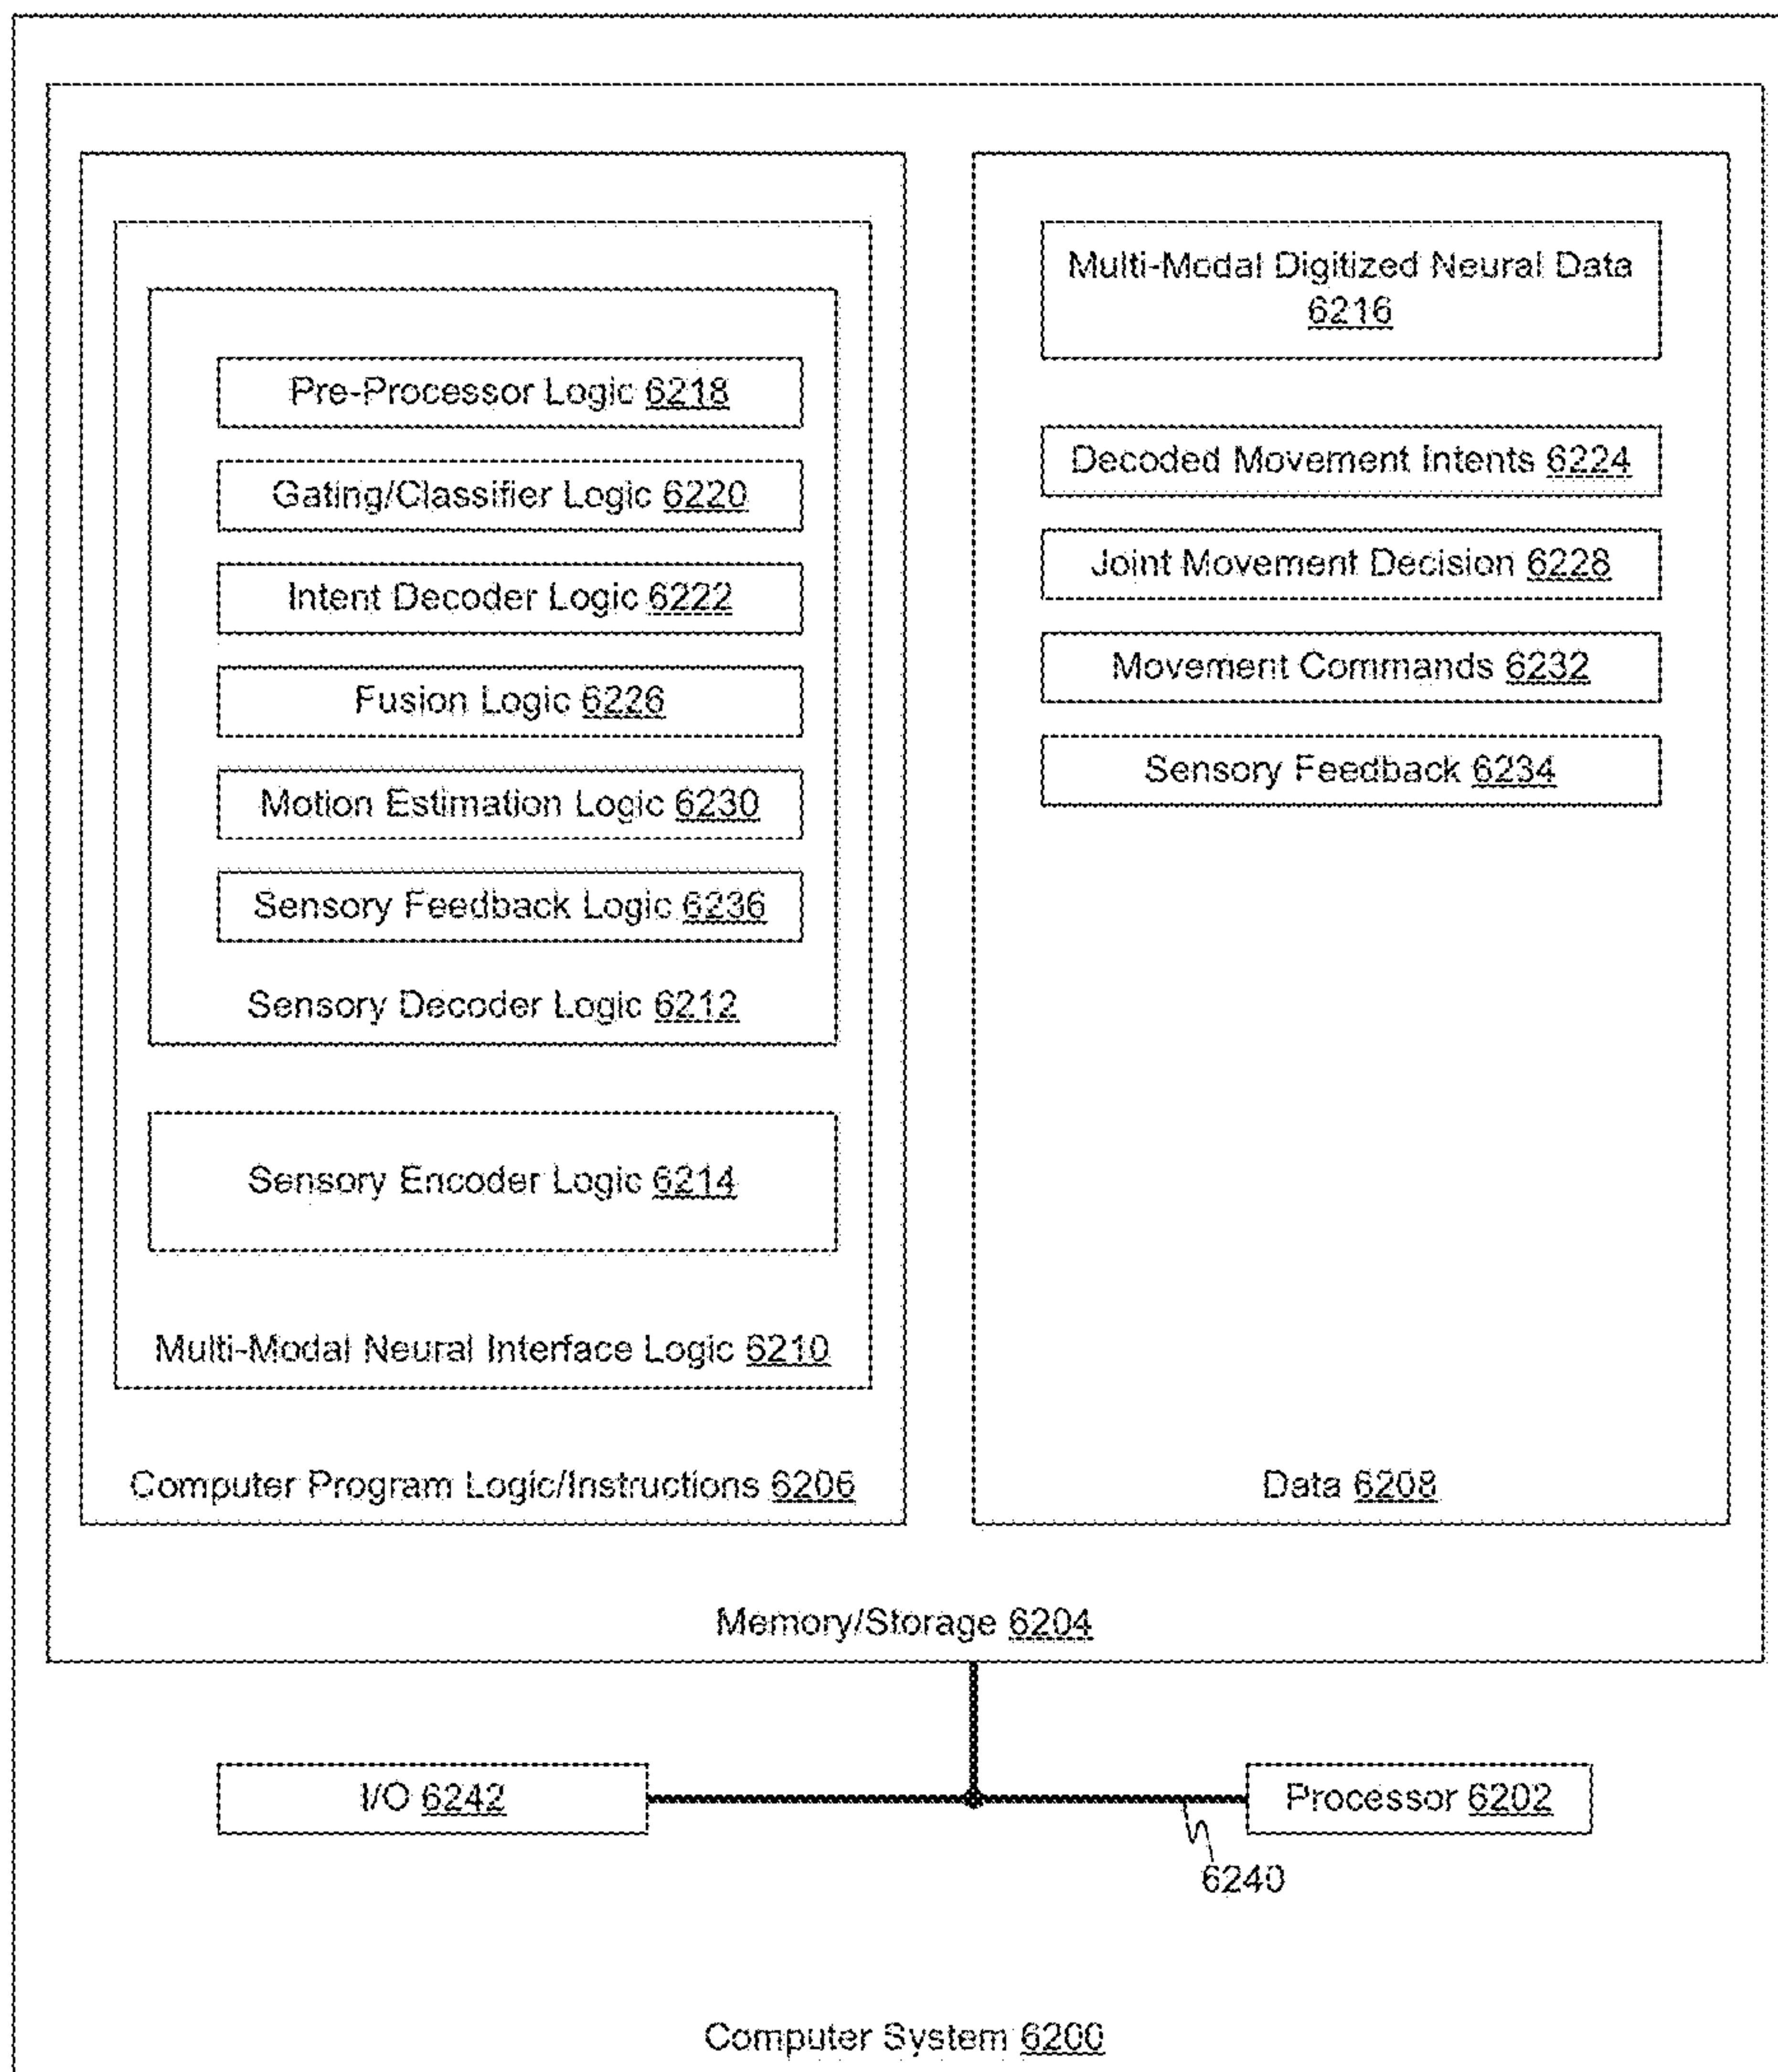 Pre-Processor Logic 6218
Gating/Classifier Logic 6220
Intent Decoder Logic 6222
Fusion Logic 6226
Motion Estimation Logic 6230
Sensory Feedback Logic 6236
Sensory Decoder Logic 6212
Sensory Encoder Logic 6214
Multi-Modal Neural Interface Logic 6210
Computer Program Logic/Instructions 6206
Multi-Modal Digitized Neural Data
6216
Decoded Movement Intents 6224
Joint Movement Decision 6228
Movement Commands 6232
Sensory Feedback 6234
Data 6208
Memory/Storage 6204
I/O 6242
Processor 6202
6240
Computer System 6200